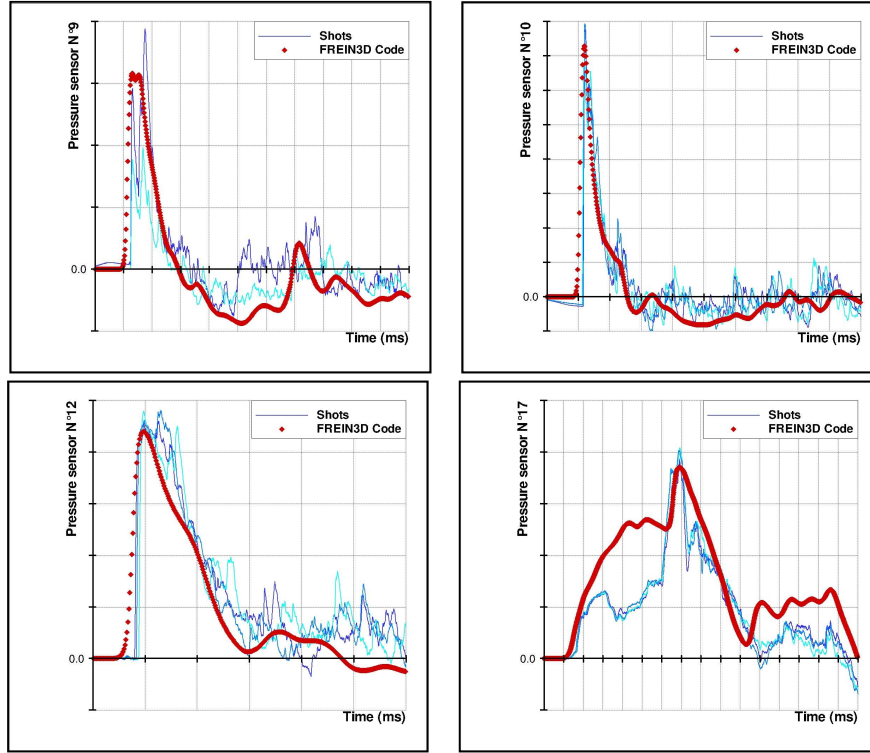 Pressure sensor N°9
Shots
FREIN3D Code
0.0
Time (ms)
Pressure sensor N°10
Shots
FREIN3D Code
0.0
Time (ms)
Pressure sensor N°12
Shots
FREIN3D Code
0.0
Time (ms)
Pressure sensor N°17
Shots
FREIN3D Code
0.0
Time (ms)